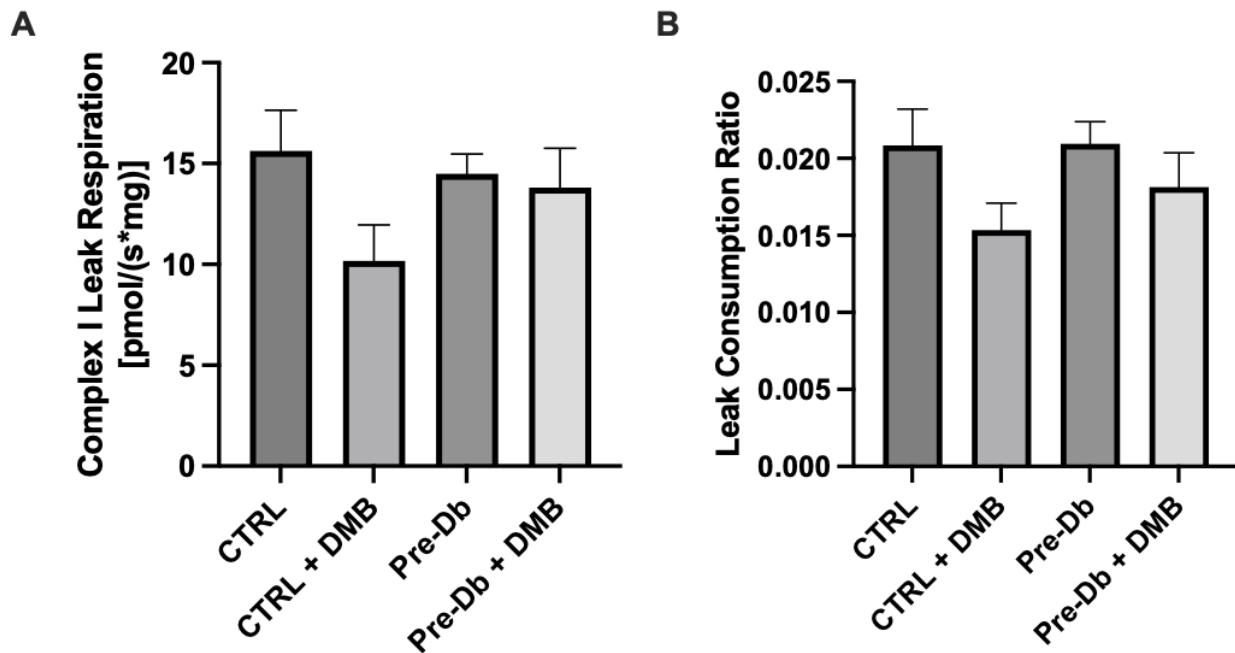 A
Complex I Leak Respiration
[pmol/(s*mg)]
20
15
10
5
0
CTRL
CTRL + DMB
Pre-Db
Pre-Db + DMB
B
Leak Consumption Ratio
0.025
0.020
0.015
0.010
0.005
0.000
CTRL
CTRL + DMB
Pre-Db
Pre-Db + DMB